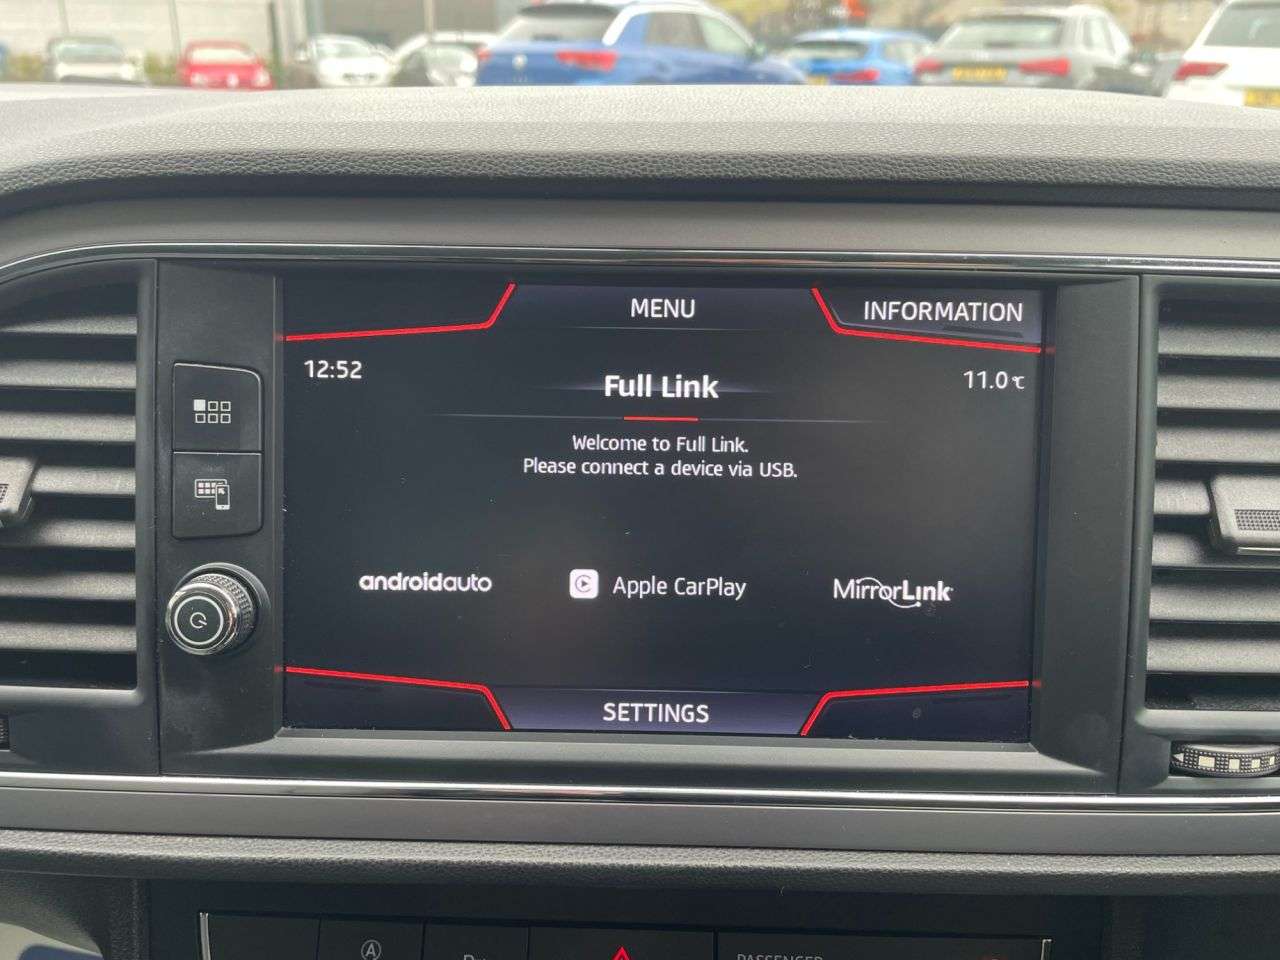 MENU
INFORMATION
12:52
Full Link
11.0 °C
Welcome to Full Link.
Please connect a device via USB.
androidauto
Apple CarPlay
MirrorLink
SETTINGS
A
PASSENGER